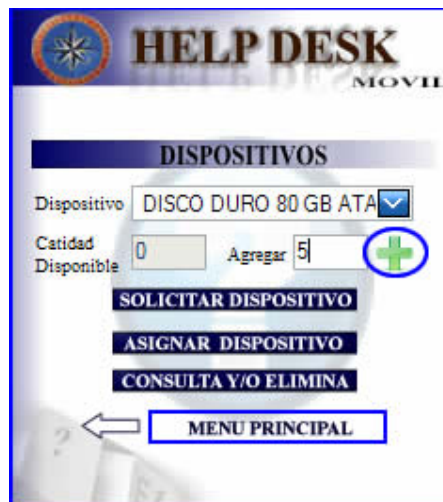 HELP DESK
MOVIL
DISPOSITIVOS
Dispositivo DISCO DURO 80 GB ATA
Catidad Disponible 0 Agregar 5
SOLICITAR DISPOSITIVO
ASIGNAR DISPOSITIVO
CONSULTA Y/O ELIMINA
MENU PRINCIPAL
?